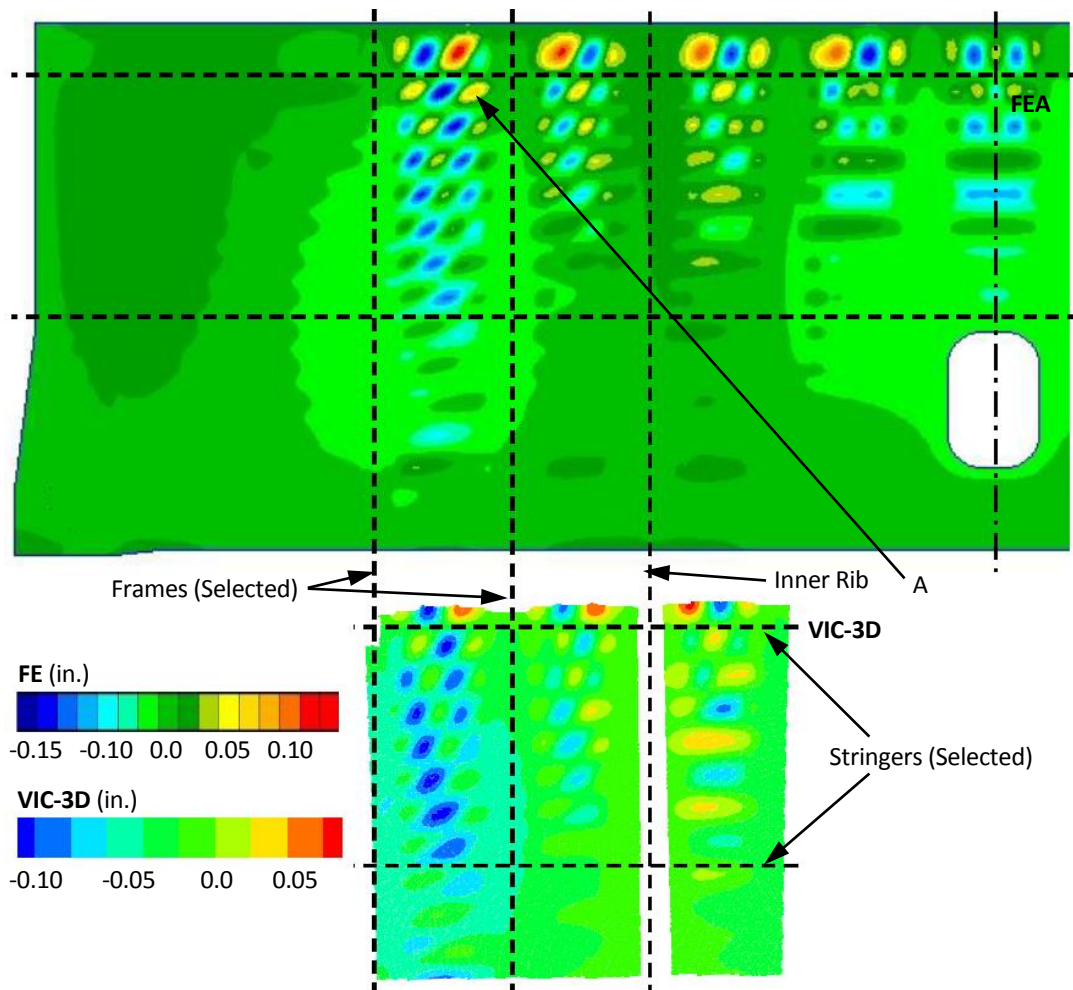 FEA
Frames (Selected)
Inner Rib
A
VIC-3D
FE (in.)
-0.15 -0.10 0.0 0.05 0.10
Stringers (Selected)
VIC-3D (in.)
-0.10 -0.05 0.0 0.05